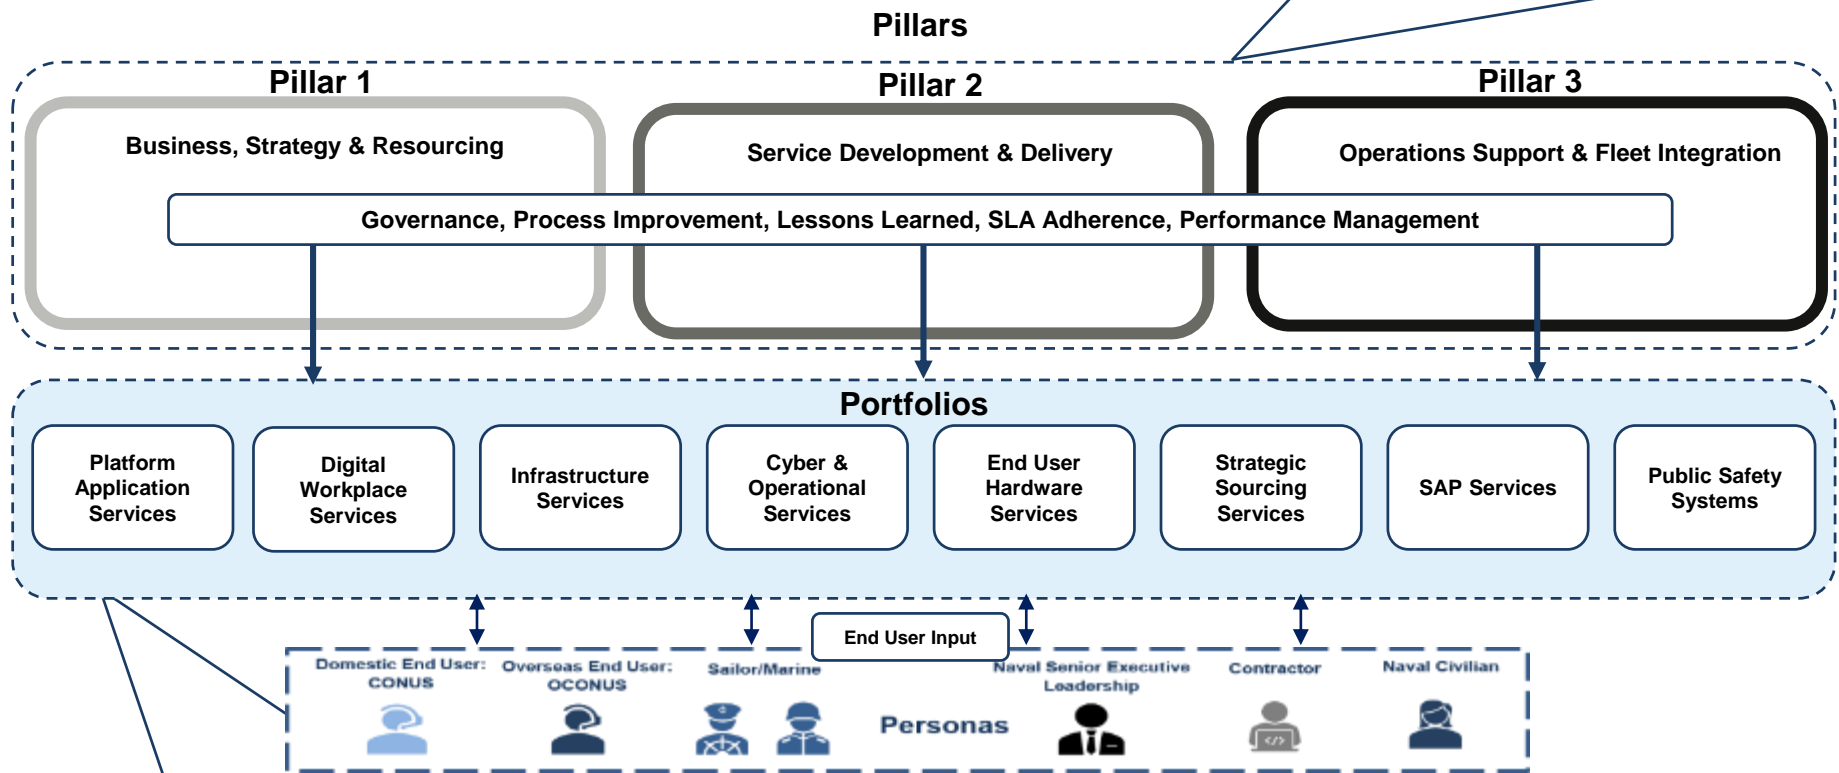 Pillars
Pillar 1
Pillar 2
Pillar 3
Business, Strategy & Resourcing
Service Development & Delivery
Operations Support & Fleet Integration
Governance, Process Improvement, Lessons Learned, SLA Adherence, Performance Management
Portfolios
Platform
Application
Services
Digital
Workplace
Services
Infrastructure
Services
Cyber &
Operational
Services
End User
Hardware
Services
Strategic
Sourcing
Services
SAP Services
Public Safety
Systems
End User Input
Domestic End User:
CONUS
Overseas End User:
OCONUS
Sailor/Marine
Naval Senior Executive
Leadership
Contractor
Naval Civilian
Personas